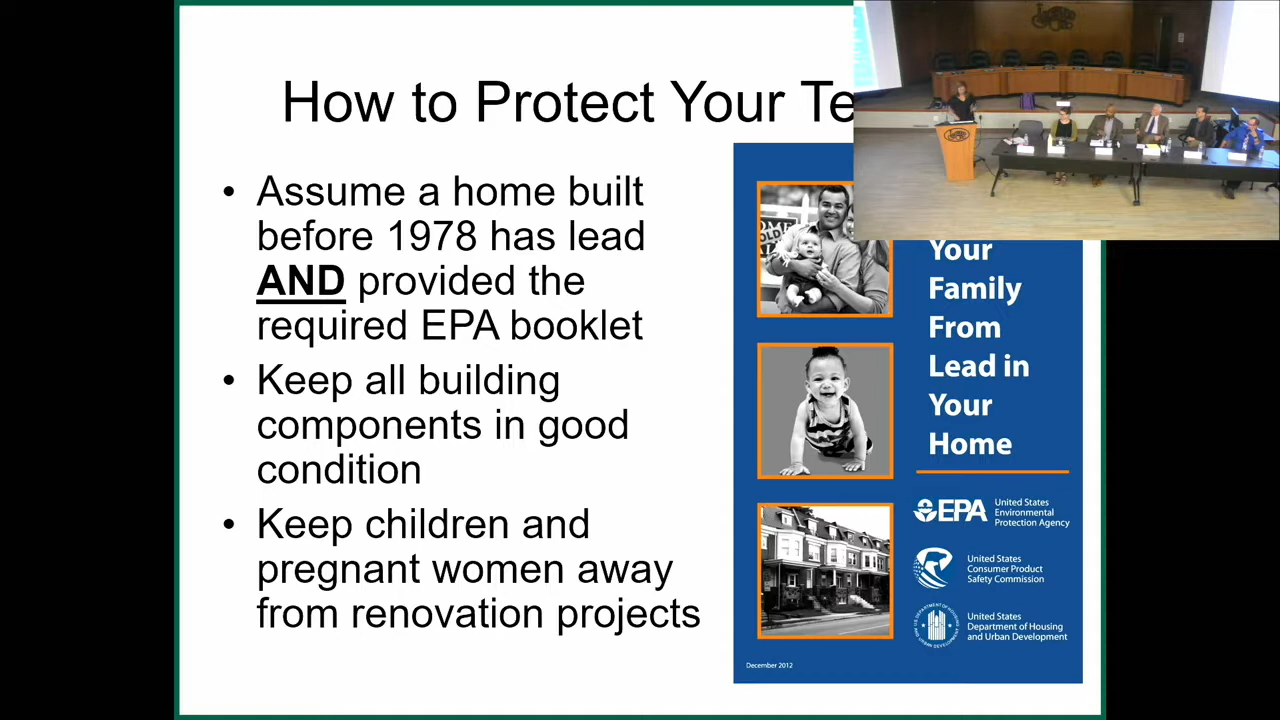 How to Protect Your Te
• Assume a home built
before 1978 has lead
AND provided the
required EPA booklet
• Keep all building
components in good
condition
• Keep children and
pregnant women away
from renovation projects
Your
Family
From
Lead in
Your
Home
EPA
United States
Environmental
Protection Agency
United States
Consumer Product
Safety Commission
United States
Department of Housing
and Urban Development
December 2012